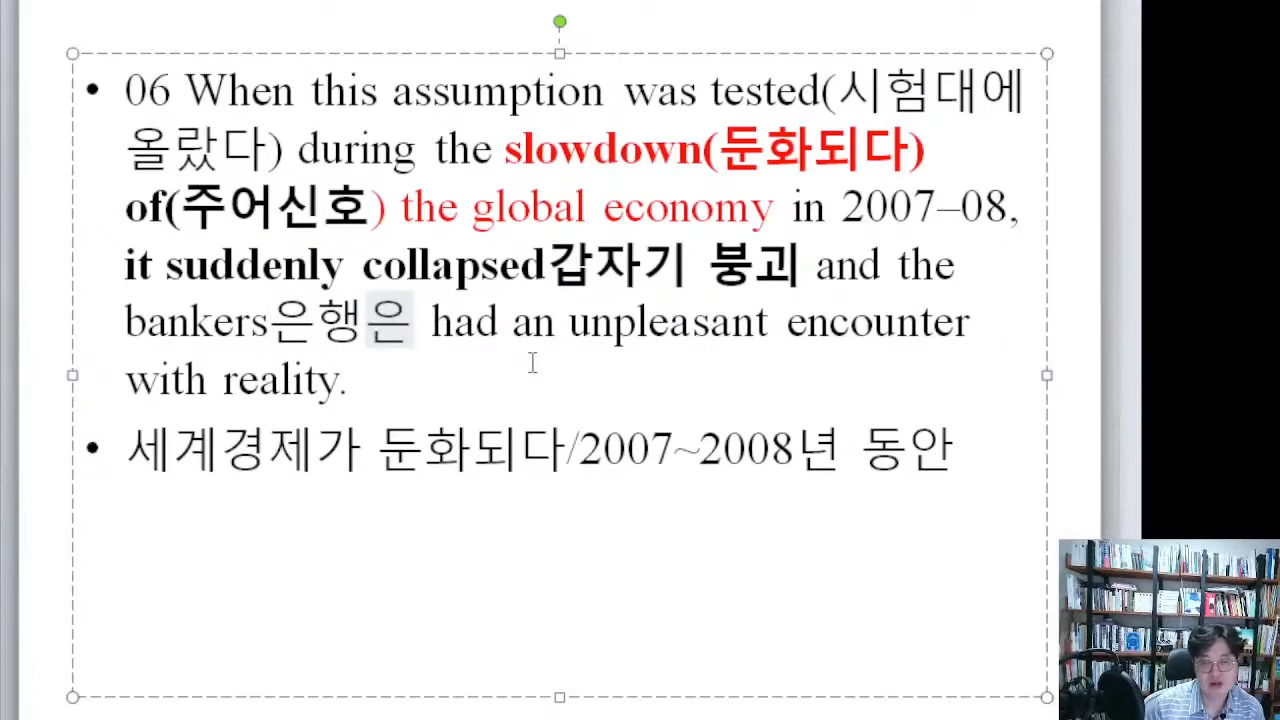 • 06 When this assumption was tested(시험대에
올랐다) during the slowdown(둔화되다)
of(주어신호) the global economy in 2007–08,
it suddenly collapsed갑자기 붕괴 and the
bankers은행은 had an unpleasant encounter
with reality.
• 세계경제가 둔화되다/2007~2008년 동안